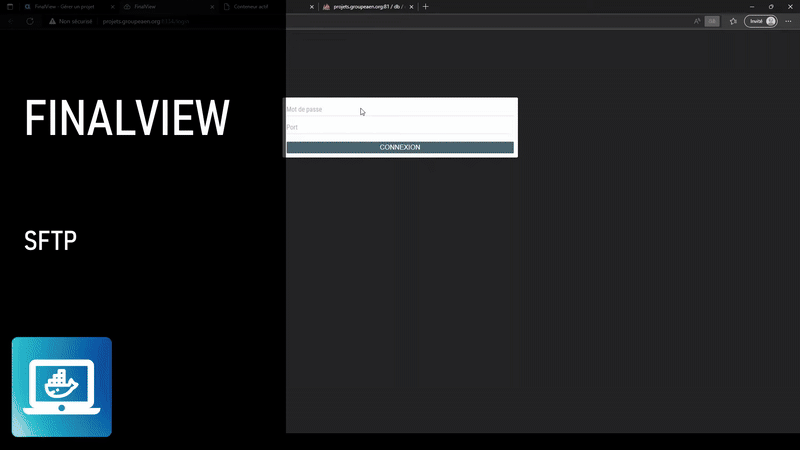 FinalView - Gérer un projet
FinalView
Conteneur actif
projets.groupeaen.org:81 / db /
Non sécurisé
projets.groupeaen.org
Invité
FINALVIEW
Mot de passe
Port
CONNEXION
SFTP